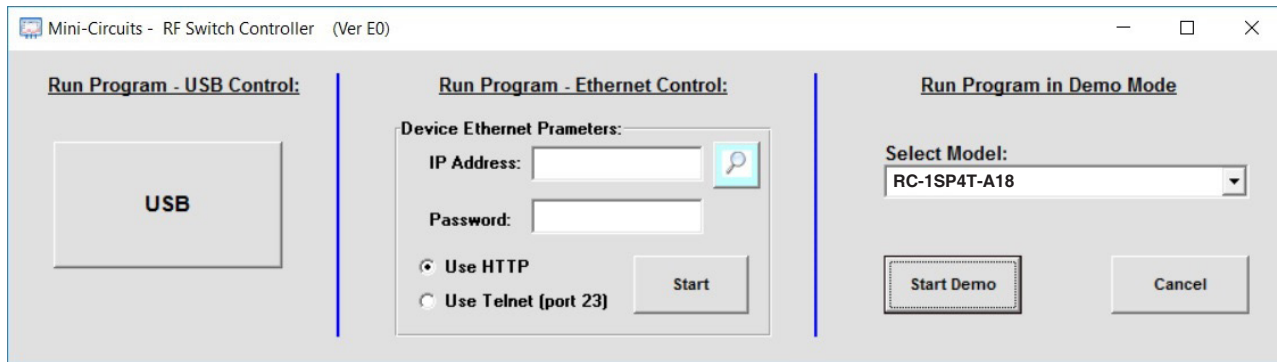 Mini-Circuits - RF Switch Controller (Ver E0)
Run Program - USB Control:
USB
Run Program - Ethernet Control:
Device Ethernet Prameters:
IP Address:
Password:
Use HTTP
Use Telnet (port 23)
Start
Run Program in Demo Mode
Select Model:
RC-1SP4T-A18
Start Demo
Cancel